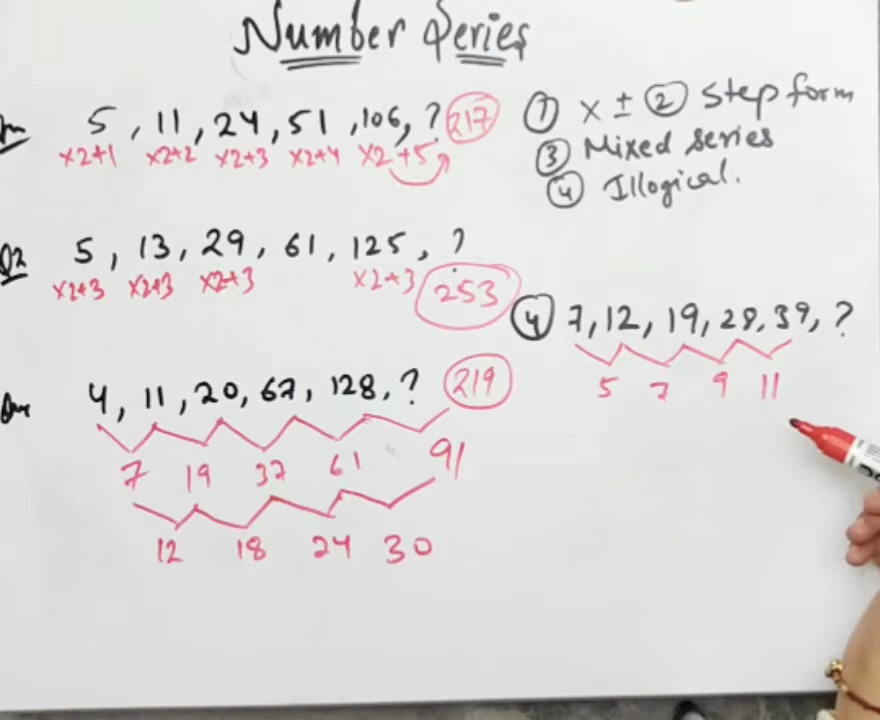 Number Series
5, 11, 24, 51, 106, ? 217
x2+1 x2+2 x2+3 x2+4 x2+5
① x ± ② Step form
③ Mixed series
④ Illogical.
Q2 5, 13, 29, 61, 125, ?
x2+3 x2+3 x2+3 x2+3 253
④ 7, 12, 19, 28, 39, ?
5 7 9 11
4, 11, 20, 67, 128, ? 219
7 19 37 61 91
12 18 24 30